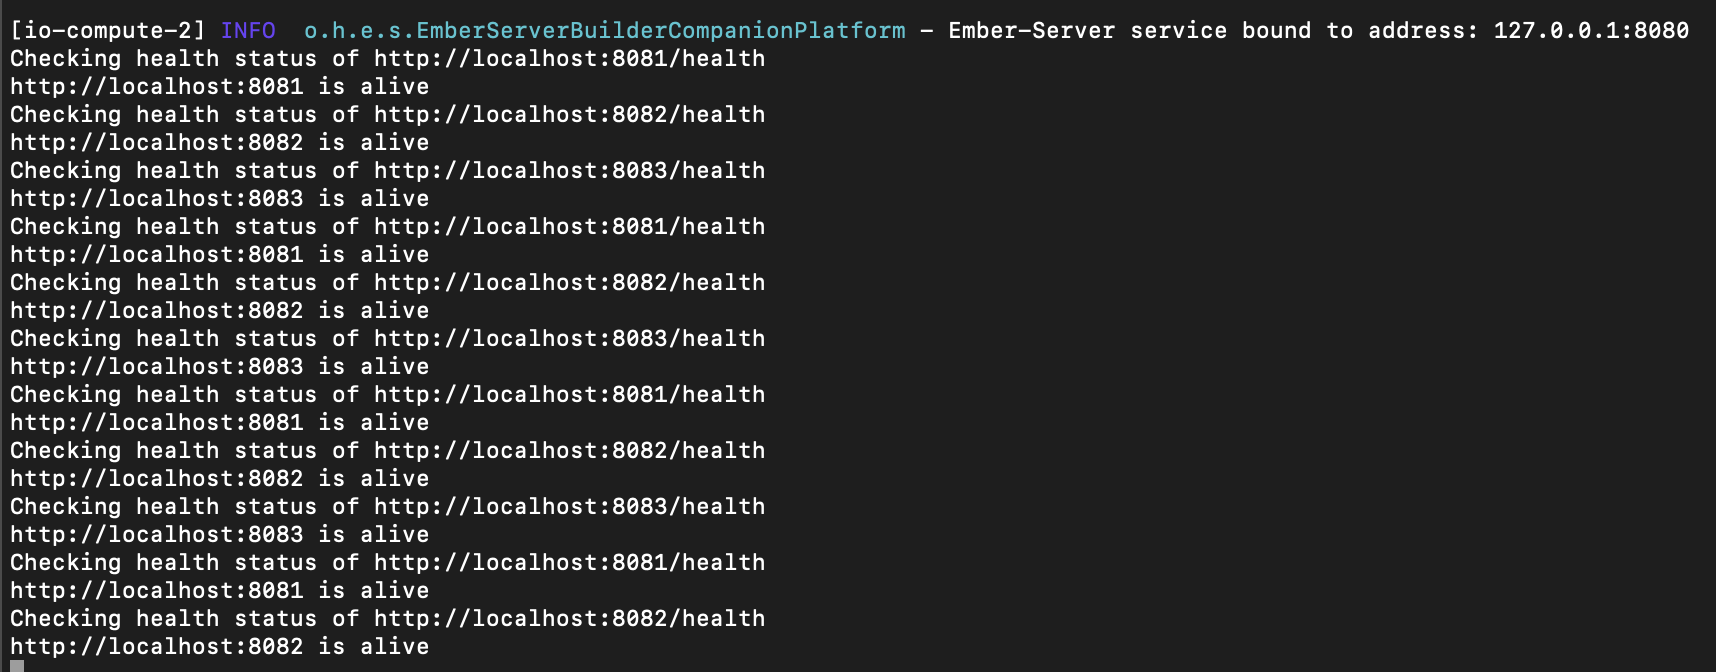 [io-compute-2] INFO  o.h.e.s.EmberServerBuilderCompanionPlatform - Ember-Server service bound to address: 127.0.0.1:8080
Checking health status of http://localhost:8081/health
http://localhost:8081 is alive
Checking health status of http://localhost:8082/health
http://localhost:8082 is alive
Checking health status of http://localhost:8083/health
http://localhost:8083 is alive
Checking health status of http://localhost:8081/health
http://localhost:8081 is alive
Checking health status of http://localhost:8082/health
http://localhost:8082 is alive
Checking health status of http://localhost:8083/health
http://localhost:8083 is alive
Checking health status of http://localhost:8081/health
http://localhost:8081 is alive
Checking health status of http://localhost:8082/health
http://localhost:8082 is alive
Checking health status of http://localhost:8083/health
http://localhost:8083 is alive
Checking health status of http://localhost:8081/health
http://localhost:8081 is alive
Checking health status of http://localhost:8082/health
http://localhost:8082 is alive